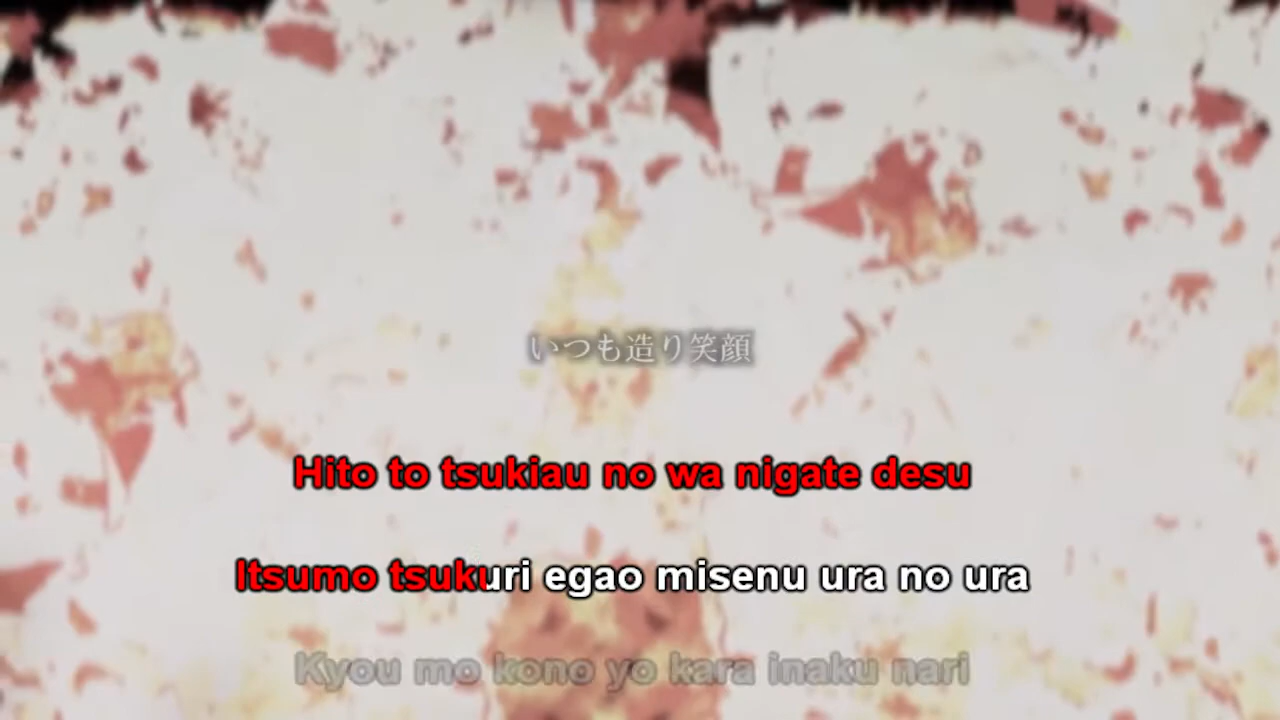 いつも造り笑顔
Hito to tsukiau no wa nigate desu
Itsumo tsukuri egao misenu ura no ura
Kyou mo kono yo kara inaku nari